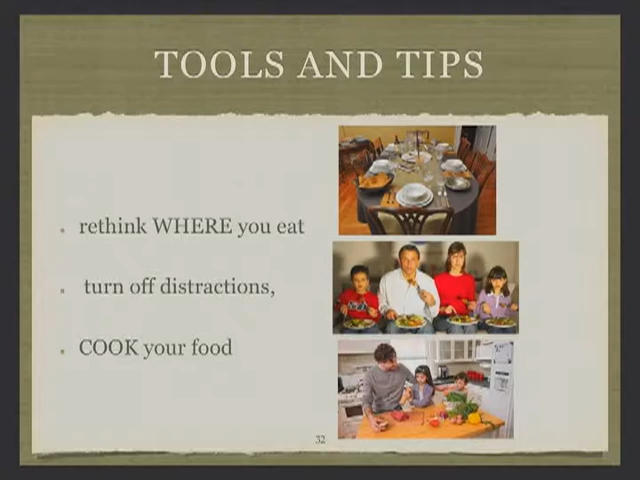 TOOLS AND TIPS
rethink WHERE you eat
turn off distractions,
COOK your food
32